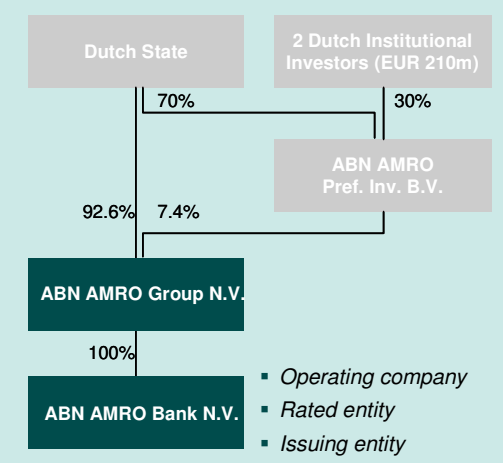 Dutch State
2 Dutch Institutional
Investors (EUR 210m)
70%
30%
ABN AMRO
Pref. Inv. B.V.
92.6%
7.4%
ABN AMRO Group N.V.
100%
ABN AMRO Bank N.V.
▪ Operating company
▪ Rated entity
▪ Issuing entity